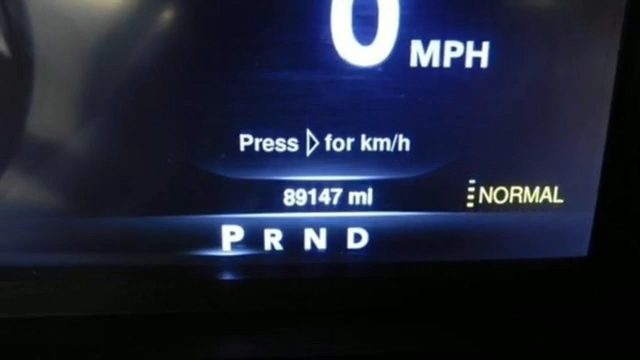 0 MPH
Press ▷ for km/h
89147 mi
NORMAL
P R N D